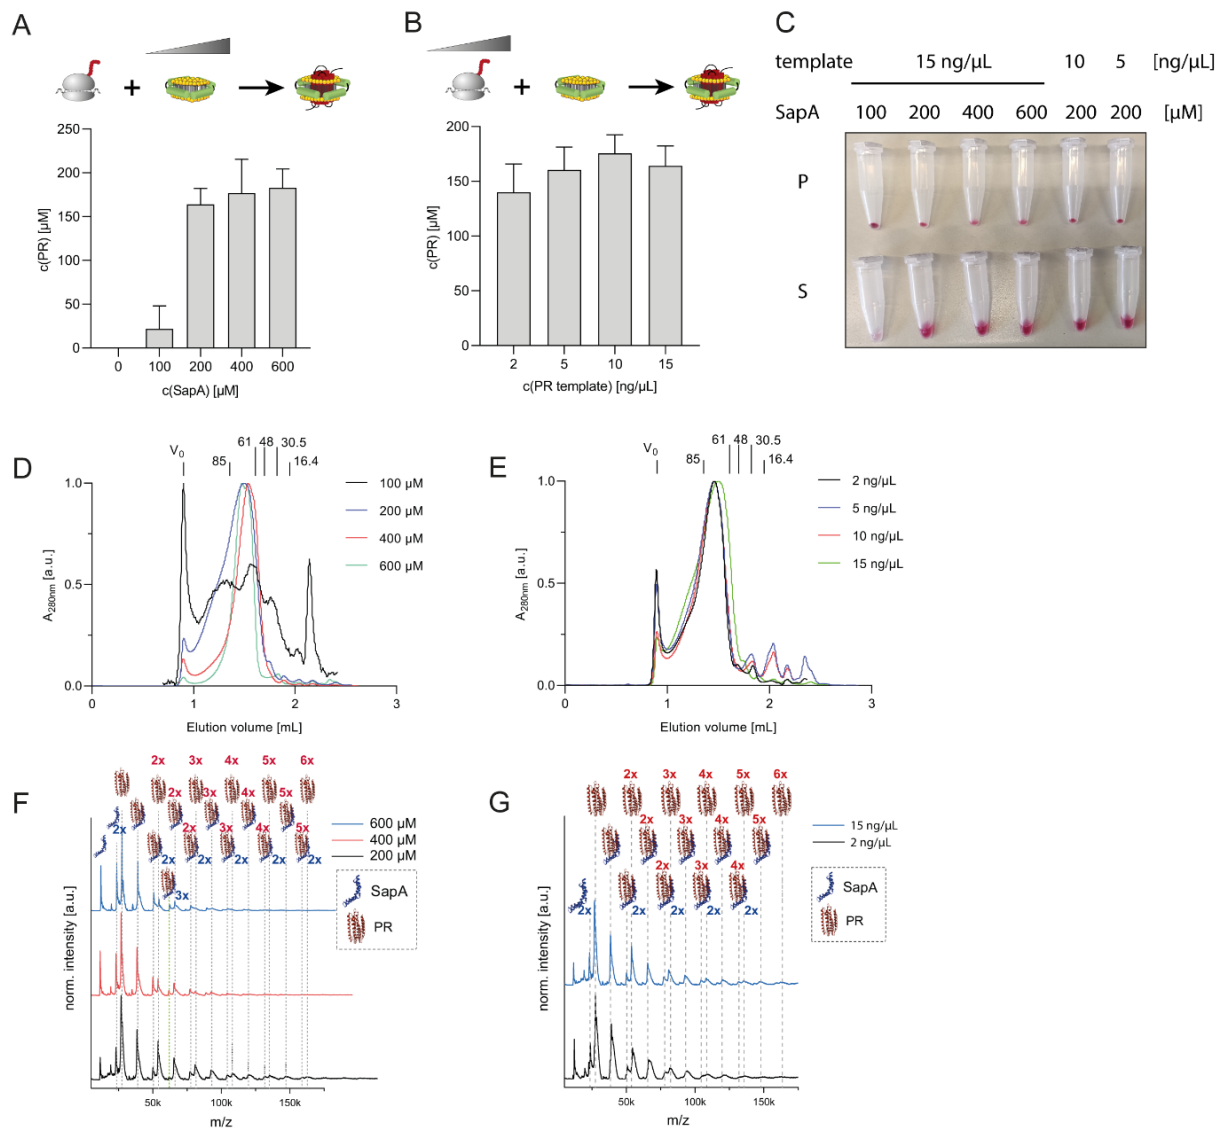 A
B
C
template 15 ng/µL 10 5 [ng/µL]
SapA 100 200 400 600 200 200 [µM]
P
S
c(PR) [µM]
250
200
150
100
50
0
0 100 200 400 600
c(SapA) [µM]
c(PR) [µM]
200
150
100
50
0
2 5 10 15
c(PR template) [ng/µL]
D
V0 85 61 48 30.5 16.4
A280nm [a.u.]
1.0
0.5
0.0
0 1 2 3
Elution volume [mL]
100 µM
200 µM
400 µM
600 µM
E
V0 85 61 48 30.5 16.4
A280nm [a.u.]
1.0
0.5
0.0
0 1 2 3
Elution volume [mL]
2 ng/µL
5 ng/µL
10 ng/µL
15 ng/µL
F
2x 3x 4x 5x 6x
2x 2x 3x 4x 5x
2x 3x 4x 5x
2x 2x 2x 2x 2x
3x
600 µM
400 µM
200 µM
SapA
PR
norm. intensity [a.u.]
50k 100k 150k
m/z
G
2x 3x 4x 5x 6x
2x 3x 4x 5x
2x 3x 4x
2x 2x 2x 2x 2x
15 ng/µL
2 ng/µL
SapA
PR
norm. intensity [a.u.]
50k 100k 150k
m/z